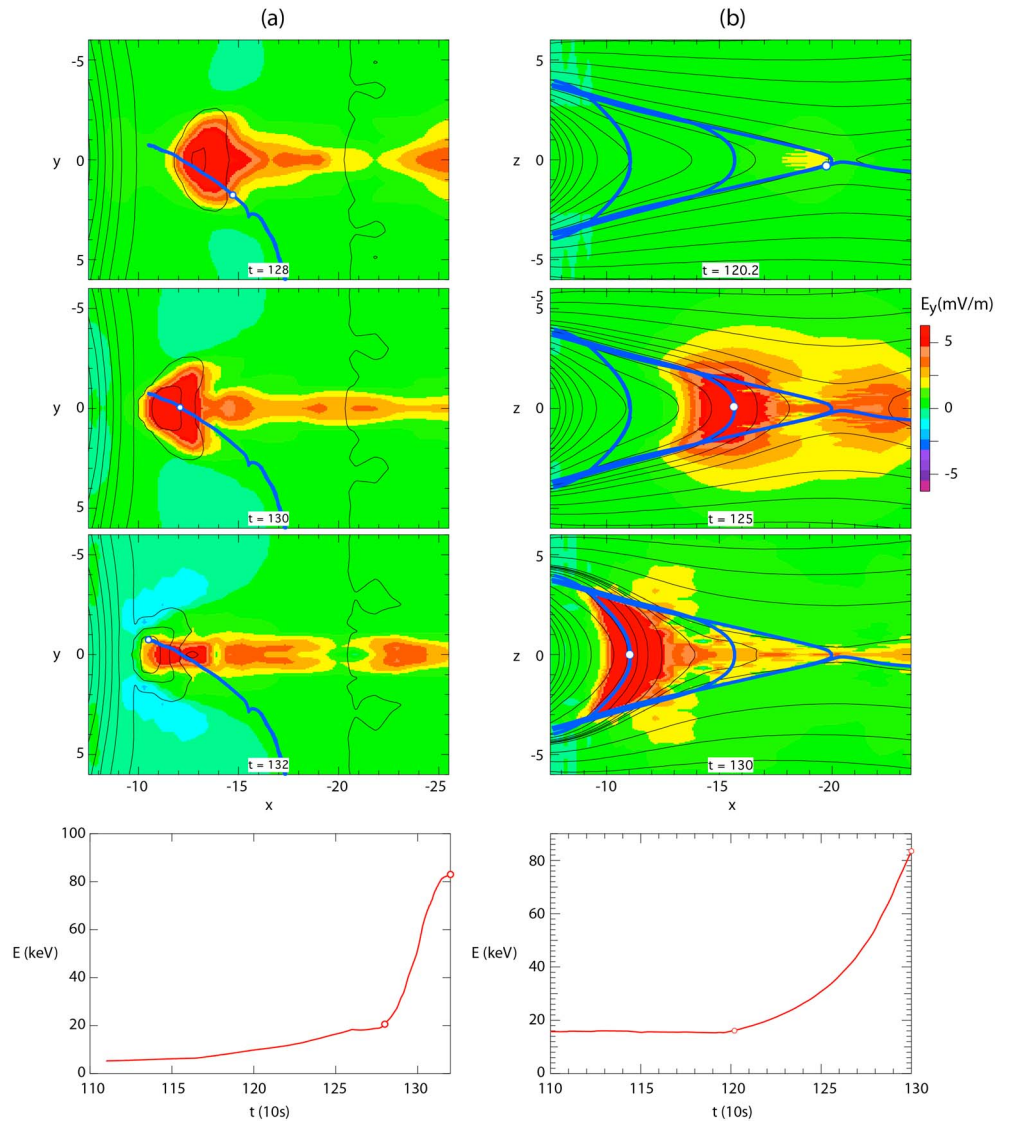 (a)
(b)
-5
y 0
5
t = 128
5
z 0
-5
t = 120.2
-5
y 0
5
t = 130
-5
5
z 0
t = 125
Ey(mV/m)
5
0
-5
-5
y 0
5
t = 132
-10 -15 -20 -25
x
5
z 0
-5
t = 130
-10 -15 -20
x
100
80
60
E (keV)
40
20
0
110 115 120 125 130
t (10s)
80
60
E (keV)
40
20
0
110 115 120 125 130
t (10s)